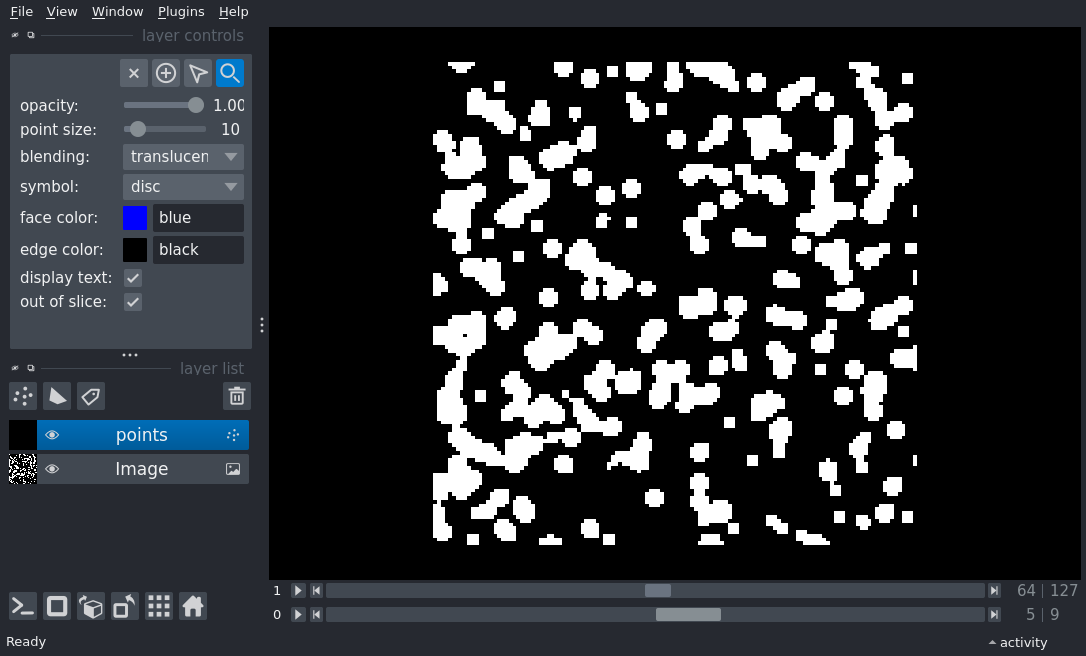 File View Window Plugins Help
layer controls
opacity: 1.00
point size: 10
blending: translucen
symbol: disc
face color: blue
edge color: black
display text:
out of slice:
layer list
points
Image
1 64 127
0 5 9
Ready activity